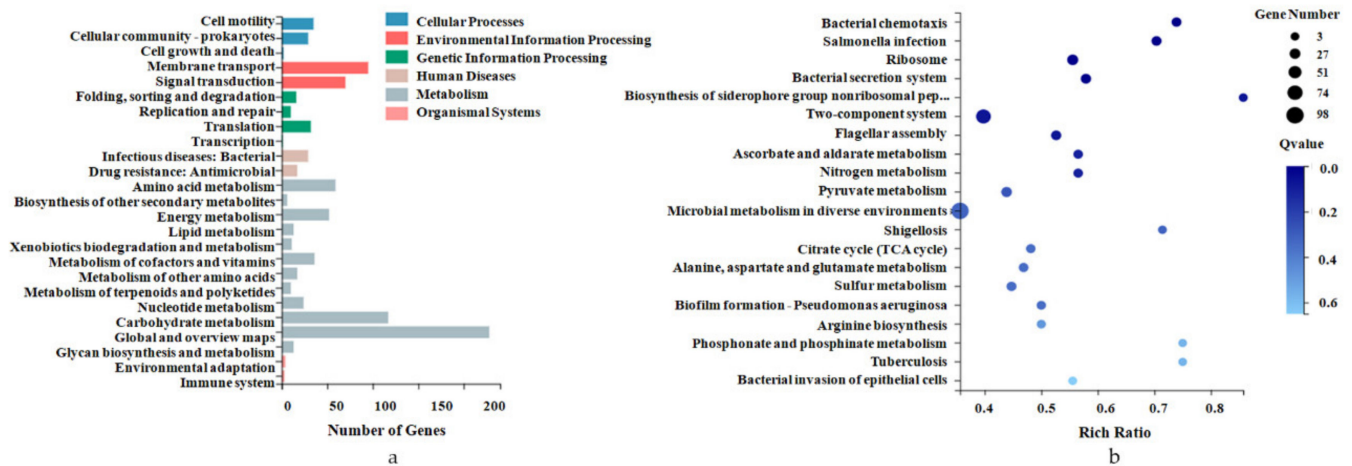 Cell motility
Cellular community - prokaryotes
Cell growth and death
Membrane transport
Signal transduction
Folding, sorting and degradation
Replication and repair
Translation
Transcription
Infectious diseases: Bacterial
Drug resistance: Antimicrobial
Amino acid metabolism
Biosynthesis of other secondary metabolites
Energy metabolism
Lipid metabolism
Xenobiotics biodegradation and metabolism
Metabolism of cofactors and vitamins
Metabolism of other amino acids
Metabolism of terpenoids and polyketides
Nucleotide metabolism
Carbohydrate metabolism
Global and overview maps
Glycan biosynthesis and metabolism
Environmental adaptation
Immune system
0 50 100 150 200
Number of Genes
a
Cellular Processes
Environmental Information Processing
Genetic Information Processing
Human Diseases
Metabolism
Organismal Systems
Bacterial chemotaxis
Salmonella infection
Ribosome
Bacterial secretion system
Biosynthesis of siderophore group nonribosomal pep...
Two-component system
Flagellar assembly
Ascorbate and aldarate metabolism
Nitrogen metabolism
Pyruvate metabolism
Microbial metabolism in diverse environments
Shigellosis
Citrate cycle (TCA cycle)
Alanine, aspartate and glutamate metabolism
Sulfur metabolism
Biofilm formation - Pseudomonas aeruginosa
Arginine biosynthesis
Phosphonate and phosphinate metabolism
Tuberculosis
Bacterial invasion of epithelial cells
0.4 0.5 0.6 0.7 0.8
Rich Ratio
b
Gene Number
3
27
51
74
98
Qvalue
0.0
0.2
0.4
0.6